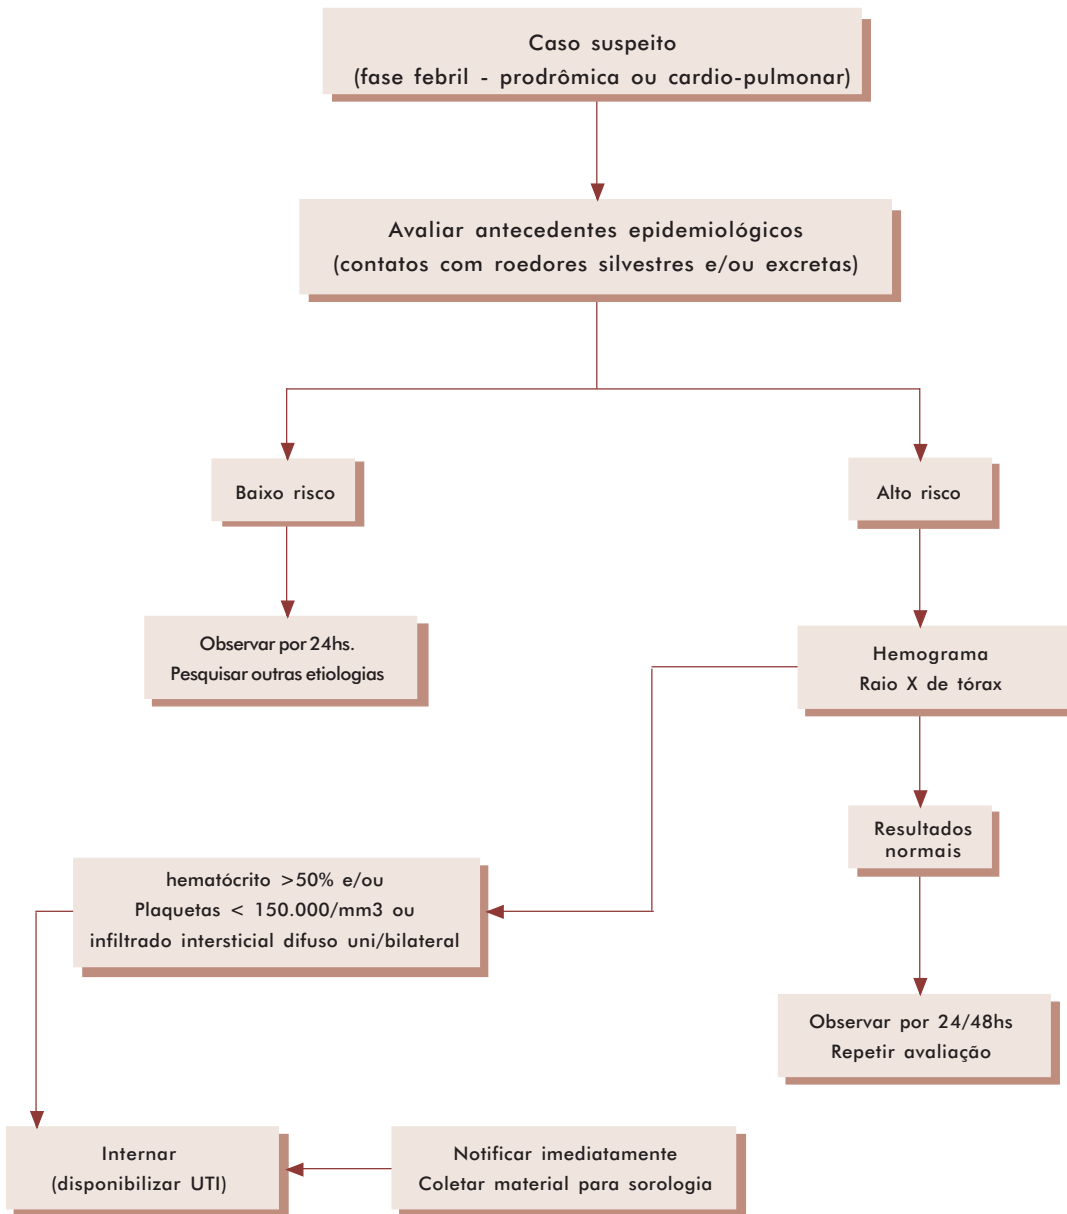 Caso suspeito
(fase febril - prodrômica ou cardio-pulmonar)
Avaliar antecedentes epidemiológicos
(contatos com roedores silvestres e/ou excretas)
Baixo risco
Alto risco
Observar por 24hs.
Pesquisar outras etiologias
Hemograma
Raio X de tórax
Resultados
normais
hematócrito >50% e/ou
Plaquetas < 150.000/mm3 ou
infiltrado intersticial difuso uni/bilateral
Observar por 24/48hs
Repetir avaliação
Internar
(disponibilizar UTI)
Notificar imediatamente
Coletar material para sorologia